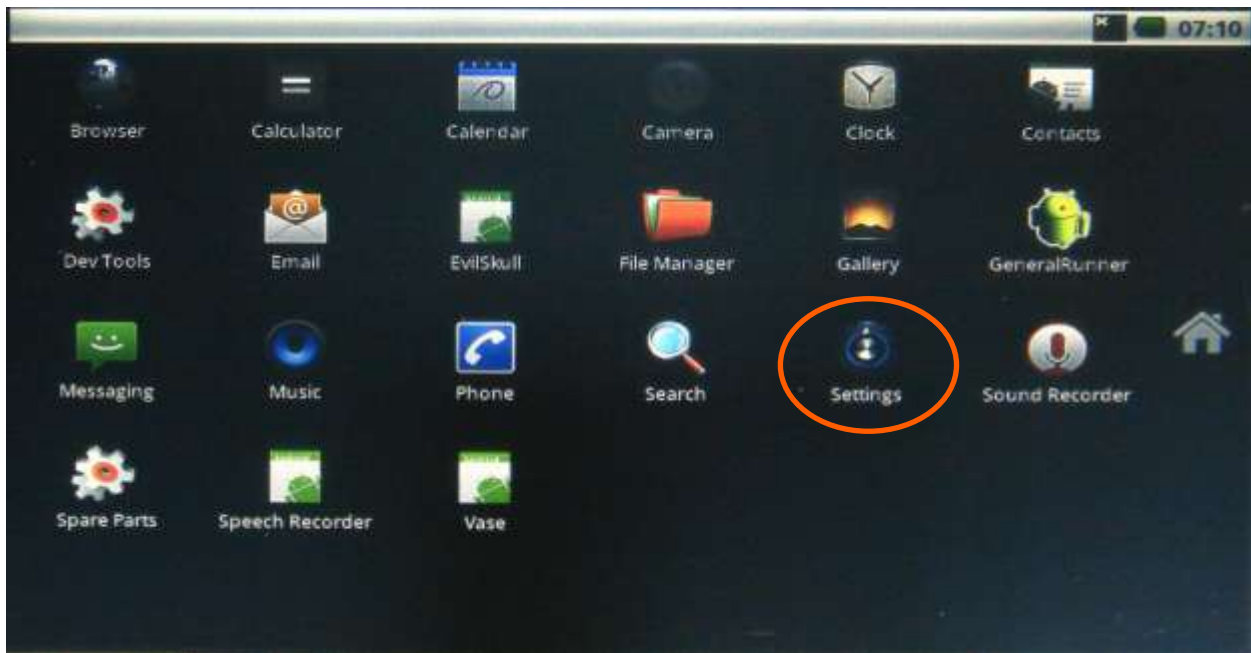 07:10
Browser Calculator Calendar Camera Clock Contacts
Dev Tools Email EvilSkull File Manager Gallery GeneralRunner
Messaging Music Phone Search Settings Sound Recorder
Spare Parts Speech Recorder Vase